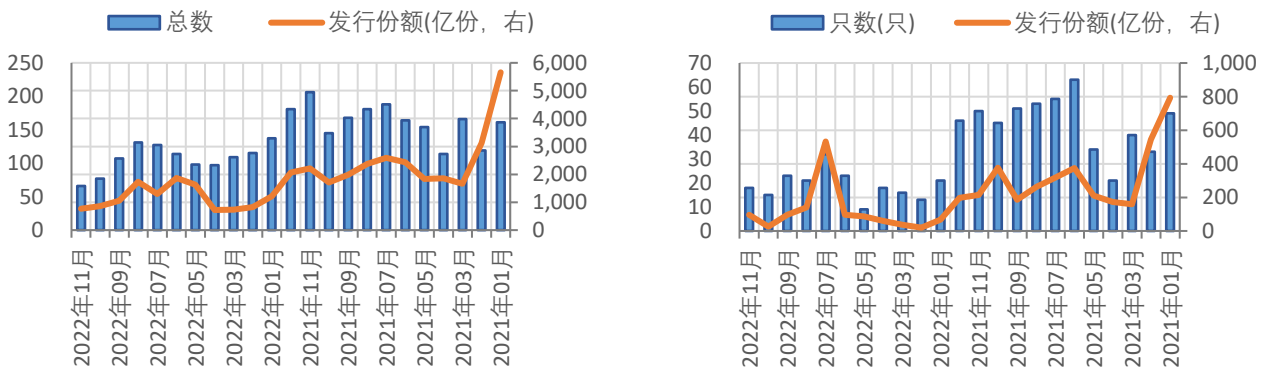 总数 发行份额(亿份，右)
250
200
150
100
50
0
6,000
5,000
4,000
3,000
2,000
1,000
0
2022年11月
2022年09月
2022年07月
2022年05月
2022年03月
2022年01月
2021年11月
2021年09月
2021年07月
2021年05月
2021年03月
2021年01月
只数(只) 发行份额(亿份，右)
70
60
50
40
30
20
10
0
1,000
800
600
400
200
0
2022年11月
2022年09月
2022年07月
2022年05月
2022年03月
2022年01月
2021年11月
2021年09月
2021年07月
2021年05月
2021年03月
2021年01月